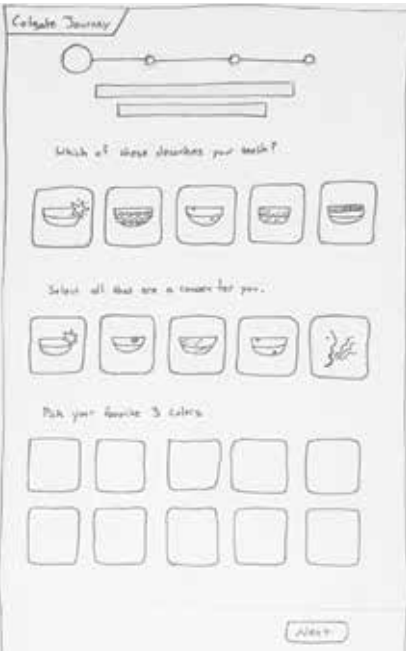 Colgate Journey
Which of these describes your teeth?
Select all that are a concern for you.
Pick your favorite 3 colors.
Next